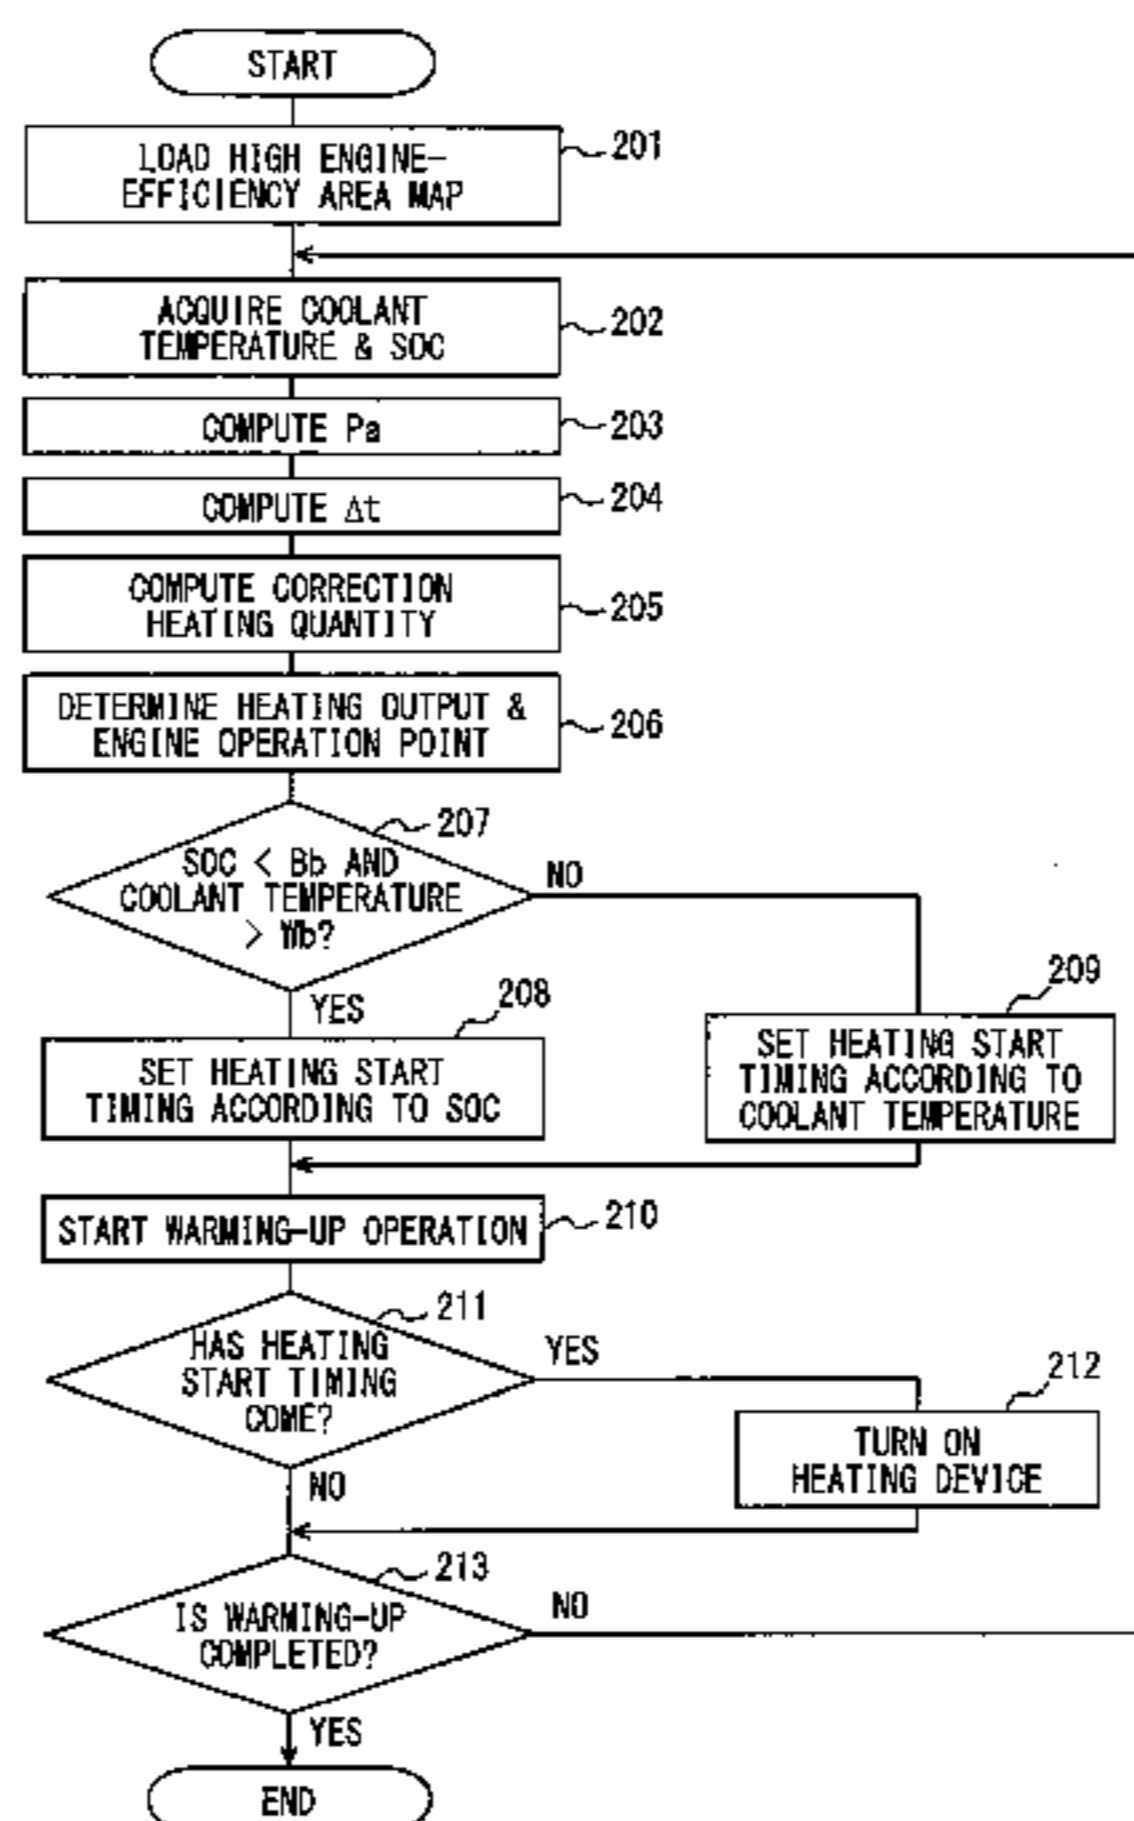 START
LOAD HIGH ENGINE-
EFFICIENCY AREA MAP
201
ACQUIRE COOLANT
TEMPERATURE & SOC
202
COMPUTE Pa
203
COMPUTE Δt
204
COMPUTE CORRECTION
HEATING QUANTITY
205
DETERMINE HEATING OUTPUT &
ENGINE OPERATION POINT
206
207
SOC < Bb AND
COOLANT TEMPERATURE
> Wb?
NO
YES
208
SET HEATING START
TIMING ACCORDING TO SOC
209
SET HEATING START
TIMING ACCORDING TO
COOLANT TEMPERATURE
START WARMING-UP OPERATION
210
211
HAS HEATING
START TIMING
COME?
YES
NO
212
TURN ON
HEATING DEVICE
213
IS WARMING-UP
COMPLETED?
NO
YES
END